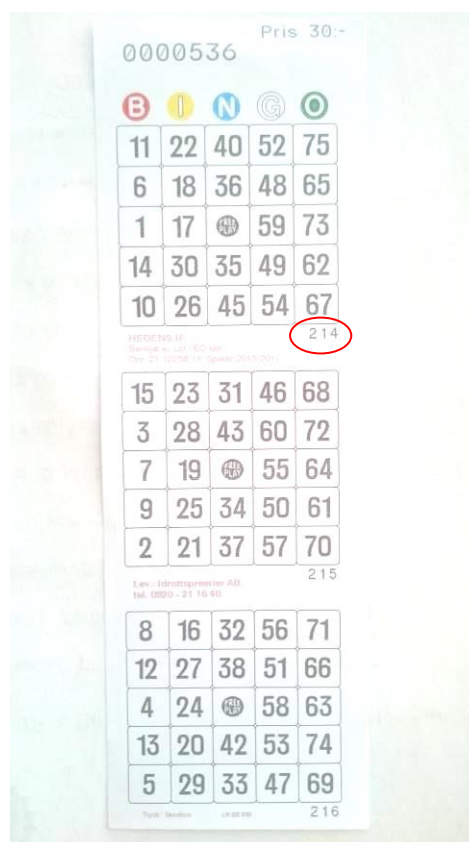 Pris 30:-
0000536
B I N G O
11 22 40 52 75
6 18 36 48 65
1 17 FREE PLAY 59 73
14 30 35 49 62
10 26 45 54 67
214
15 23 31 46 68
3 28 43 60 72
7 19 FREE PLAY 55 64
9 25 34 50 61
2 21 37 57 70
215
Lev.: Idrottspremier AB.
tel. 0920 - 21 16 40
8 16 32 56 71
12 27 38 51 66
4 24 FREE PLAY 58 63
13 20 42 53 74
5 29 33 47 69
216